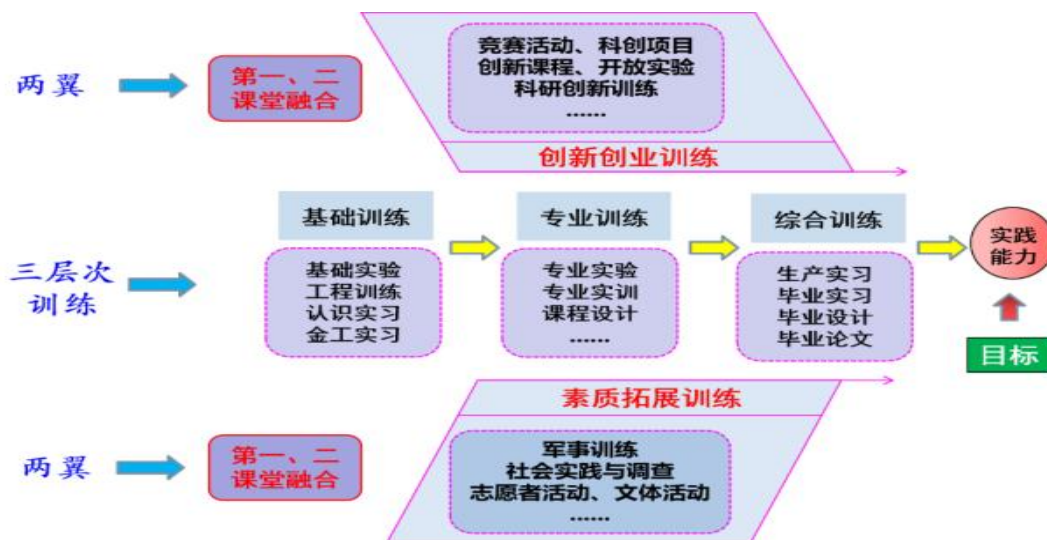 竞赛活动、科创项目
创新课程、开放实验
科研创新训练
......
两翼
第一、二
课堂融合
创新创业训练
基础训练
专业训练
综合训练
三层次
训练
基础实验
工程训练
认识实习
金工实习
专业实验
专业实训
课程设计
......
生产实习
毕业实习
毕业设计
毕业论文
实践
能力
目标
素质拓展训练
两翼
第一、二
课堂融合
军事训练
社会实践与调查
志愿者活动、文体活动
......